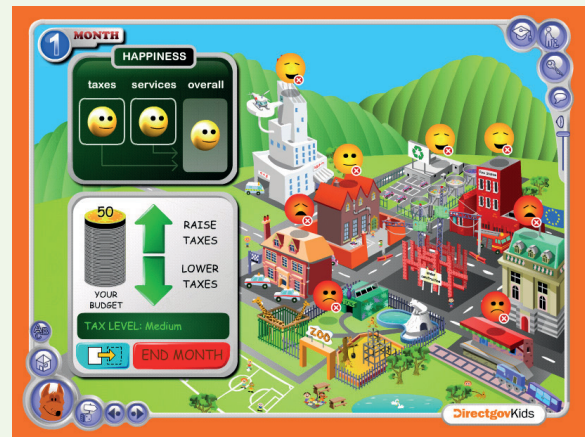 1
MONTH
HAPPINESS
taxes services overall
50
RAISE
TAXES
LOWER
TAXES
YOUR
BUDGET
TAX LEVEL: Medium
END MONTH
ZOO
DirectgovKids